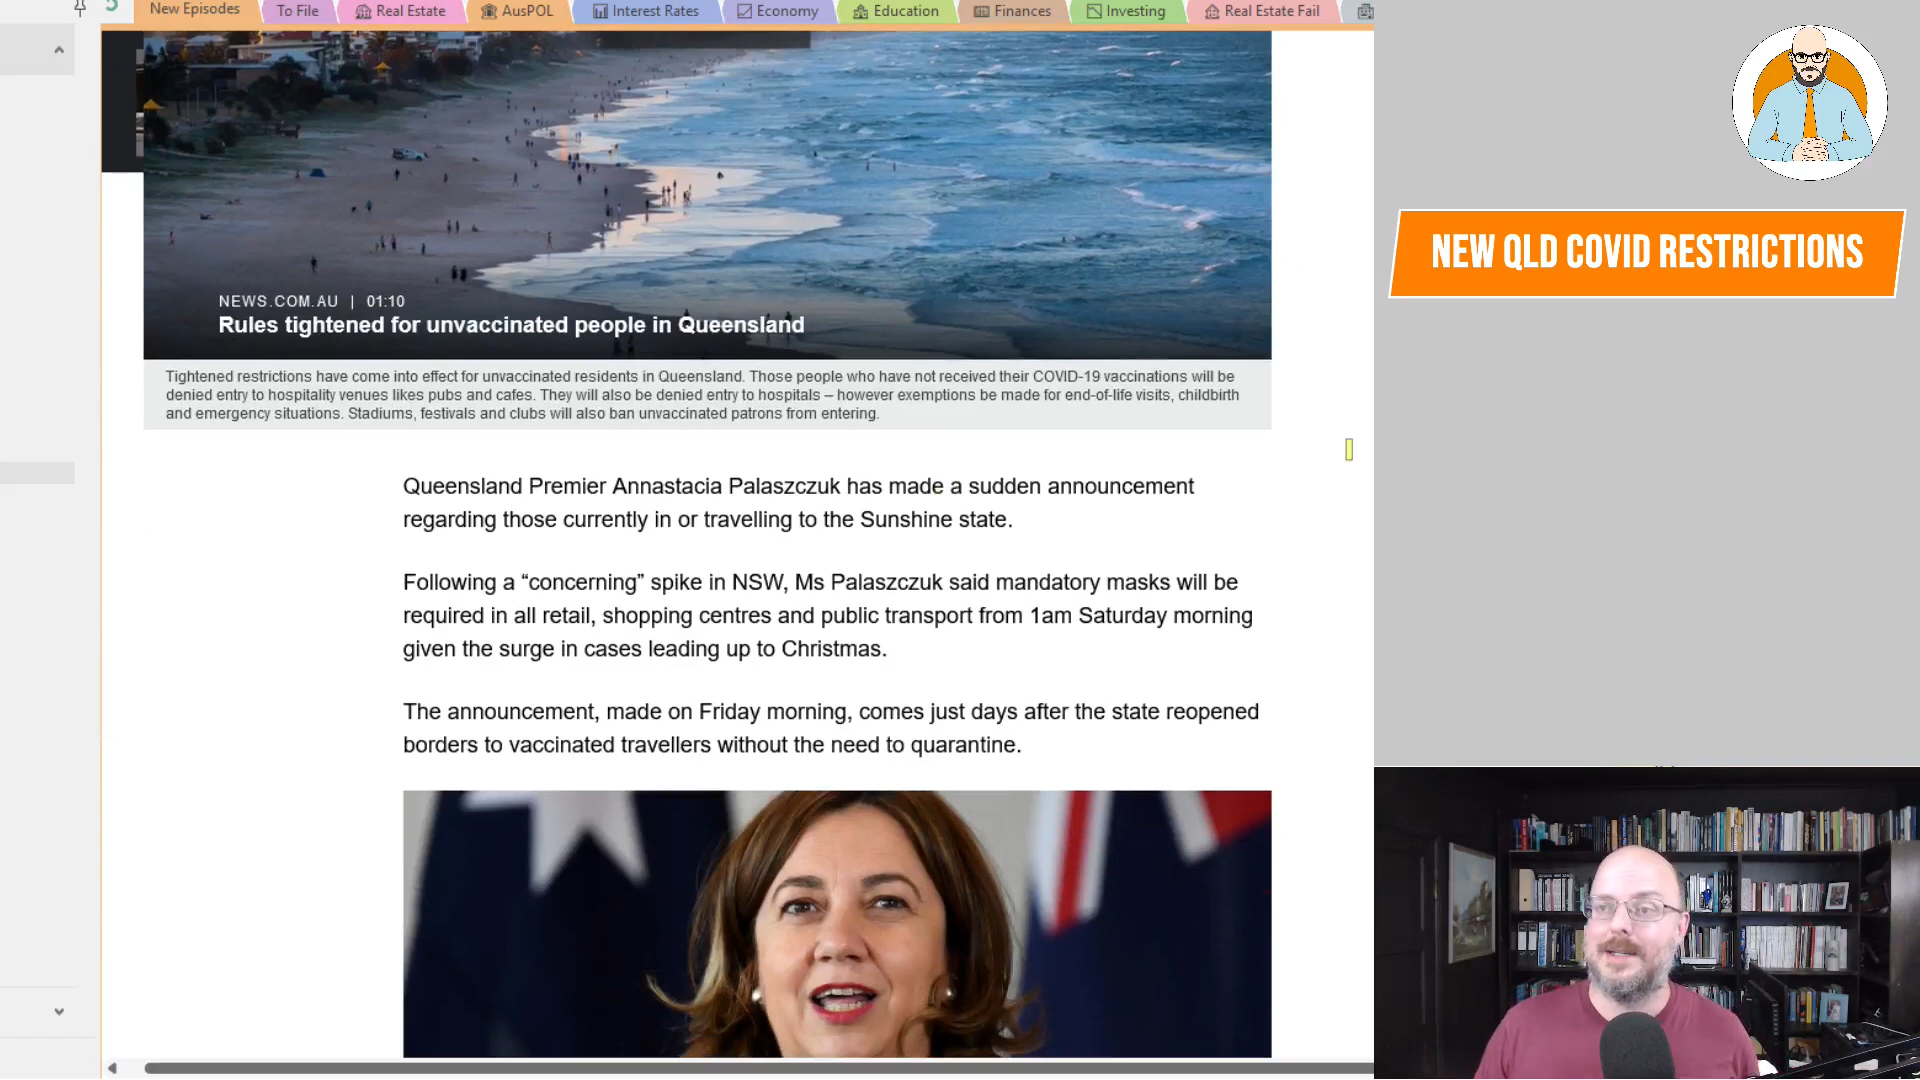 New Episodes
To File
Real Estate
AusPOL
Interest Rates
Economy
Education
Finances
Investing
Real Estate Fail
NEWS.COM.AU | 01:10
Rules tightened for unvaccinated people in Queensland
Tightened restrictions have come into effect for unvaccinated residents in Queensland. Those people who have not received their COVID-19 vaccinations will be
denied entry to hospitality venues likes pubs and cafes. They will also be denied entry to hospitals – however exemptions be made for end-of-life visits, childbirth
and emergency situations. Stadiums, festivals and clubs will also ban unvaccinated patrons from entering.
Queensland Premier Annastacia Palaszczuk has made a sudden announcement
regarding those currently in or travelling to the Sunshine state.
Following a “concerning” spike in NSW, Ms Palaszczuk said mandatory masks will be
required in all retail, shopping centres and public transport from 1am Saturday morning
given the surge in cases leading up to Christmas.
The announcement, made on Friday morning, comes just days after the state reopened
borders to vaccinated travellers without the need to quarantine.
NEW QLD COVID RESTRICTIONS